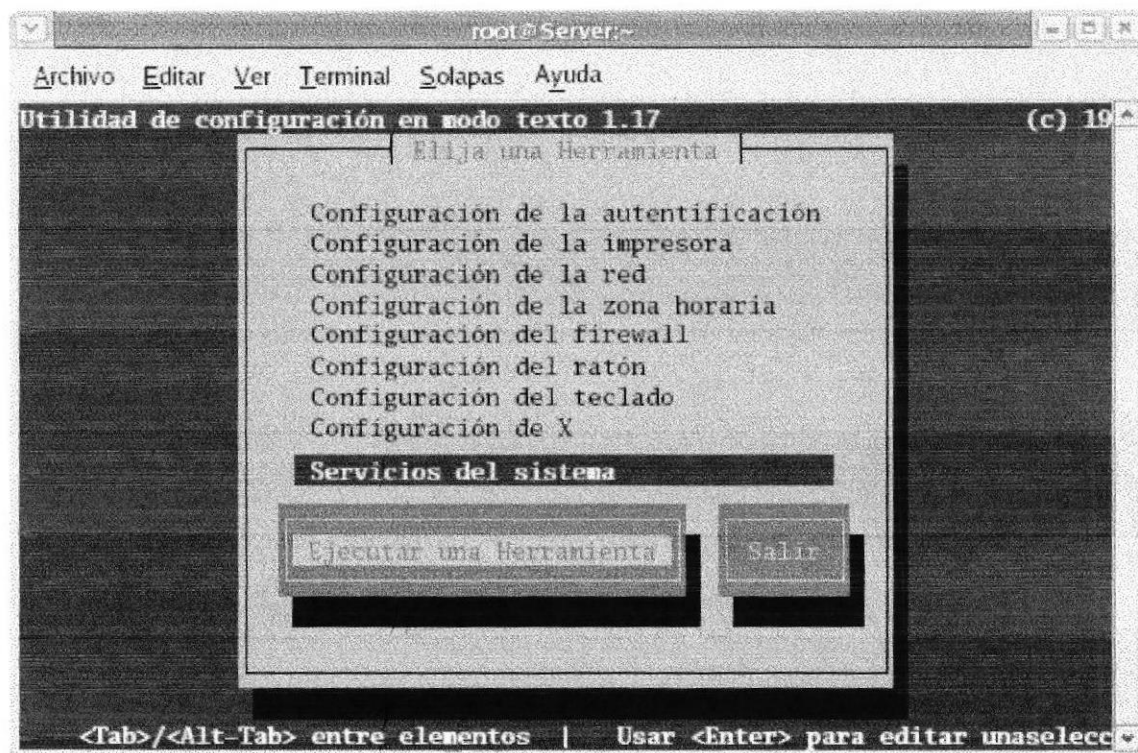 root@Server:~
Archivo Editar Ver Terminal Solapas Ayuda
Utilidad de configuración en modo texto 1.17 (c) 19
Elija una Herramienta
Configuración de la autentificación
Configuración de la impresora
Configuración de la red
Configuración de la zona horaria
Configuración del firewall
Configuración del ratón
Configuración del teclado
Configuración de X
Servicios del sistema
Ejecutar una Herramienta Salir
<Tab>/<Alt-Tab> entre elementos | Usar <Enter> para editar unaselecc